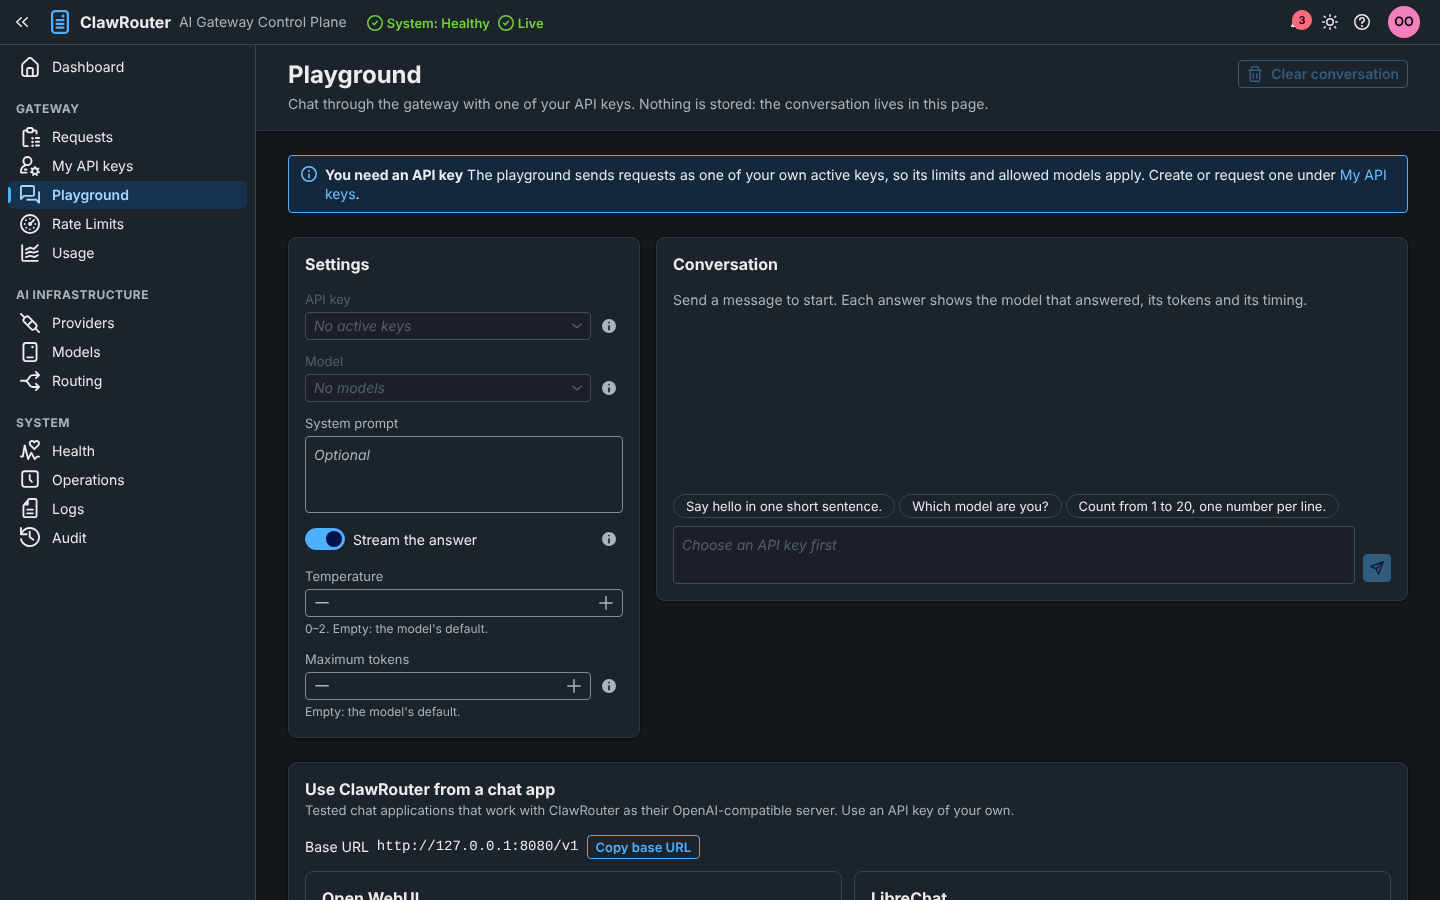 ClawRouter AI Gateway Control Plane System: Healthy Live
3
OO
Dashboard
GATEWAY
Requests
My API keys
Playground
Rate Limits
Usage
AI INFRASTRUCTURE
Providers
Models
Routing
SYSTEM
Health
Operations
Logs
Audit
Playground
Clear conversation
Chat through the gateway with one of your API keys. Nothing is stored: the conversation lives in this page.
You need an API key The playground sends requests as one of your own active keys, so its limits and allowed models apply. Create or request one under My API
keys.
Settings
API key
No active keys
Model
No models
System prompt
Optional
Stream the answer
Temperature
0–2. Empty: the model's default.
Maximum tokens
Empty: the model's default.
Conversation
Send a message to start. Each answer shows the model that answered, its tokens and its timing.
Say hello in one short sentence. Which model are you? Count from 1 to 20, one number per line.
Choose an API key first
Use ClawRouter from a chat app
Tested chat applications that work with ClawRouter as their OpenAI-compatible server. Use an API key of your own.
Base URL http://127.0.0.1:8080/v1 Copy base URL
Open WebUI
LibreChat